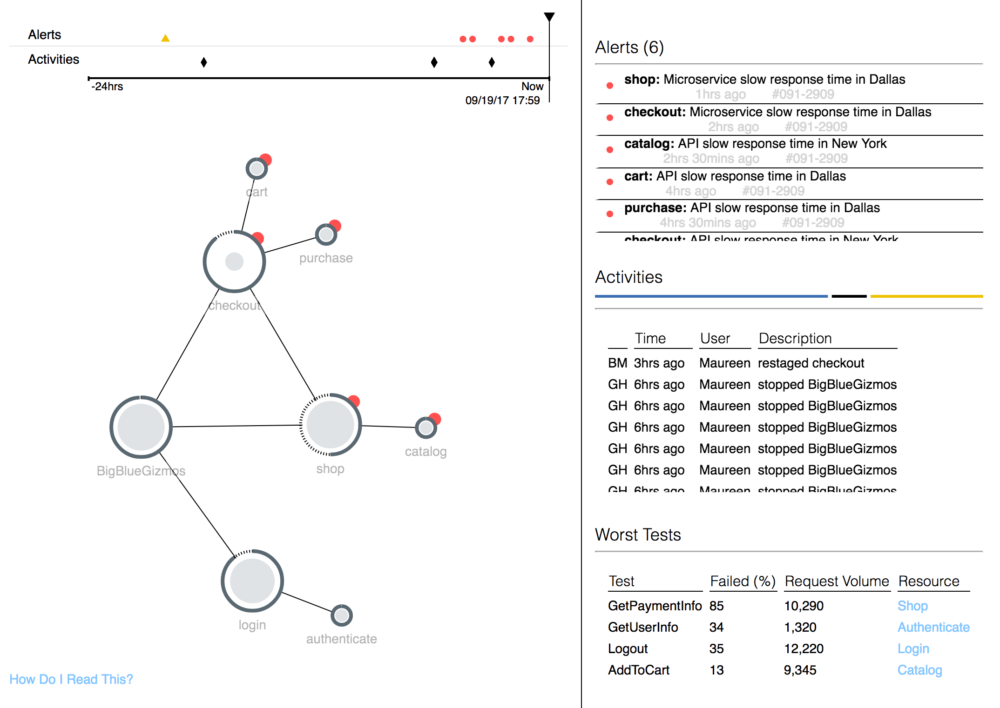 Alerts
Activities
-24hrs
Now
09/19/17 17:59
cart
purchase
checkout
BigBlueGizmos
shop
catalog
login
authenticate
How Do I Read This?
Alerts (6)
shop: Microservice slow response time in Dallas
1hrs ago #091-2909
checkout: Microservice slow response time in Dallas
2hrs ago #091-2909
catalog: API slow response time in New York
2hrs 30mins ago #091-2909
cart: API slow response time in Dallas
4hrs ago #091-2909
purchase: API slow response time in Dallas
4hrs 30mins ago #091-2909
checkout: API slow response time in New York
Activities
Time User Description
BM 3hrs ago Maureen restaged checkout
GH 6hrs ago Maureen stopped BigBlueGizmos
GH 6hrs ago Maureen stopped BigBlueGizmos
GH 6hrs ago Maureen stopped BigBlueGizmos
GH 6hrs ago Maureen stopped BigBlueGizmos
GH 6hrs ago Maureen stopped BigBlueGizmos
GH 6hrs ago Maureen stopped BigBlueGizmos
Worst Tests
Test Failed (%) Request Volume Resource
GetPaymentInfo 85 10,290 Shop
GetUserInfo 34 1,320 Authenticate
Logout 35 12,220 Login
AddToCart 13 9,345 Catalog